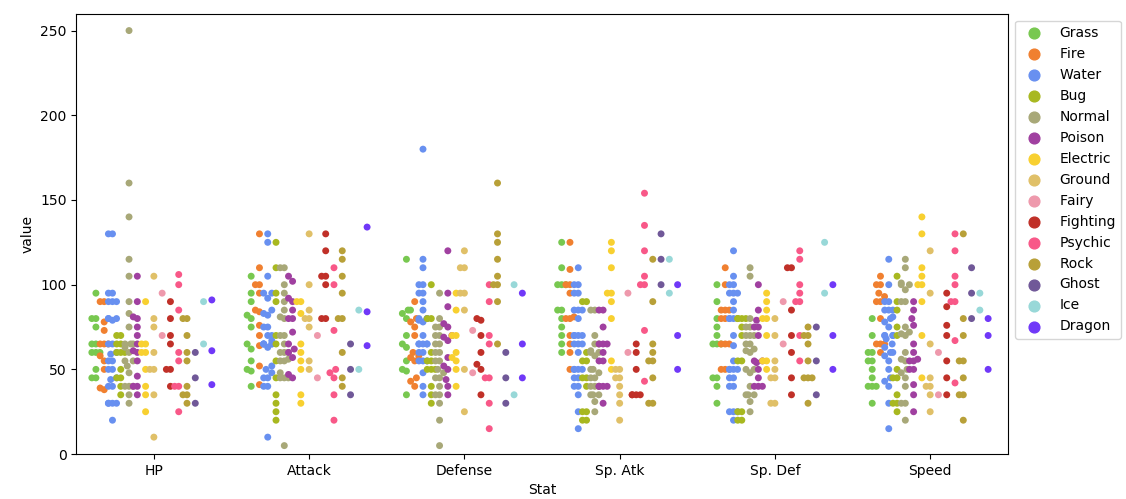 250
200
150
100
50
0
value
HP Attack Defense Sp. Atk Sp. Def Speed
Stat
Grass
Fire
Water
Bug
Normal
Poison
Electric
Ground
Fairy
Fighting
Psychic
Rock
Ghost
Ice
Dragon